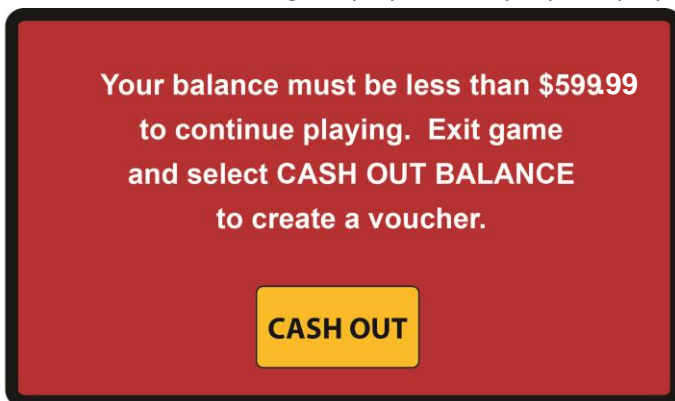 Your balance must be less than $599.99
to continue playing.  Exit game
and select CASH OUT BALANCE
to create a voucher.
CASH OUT